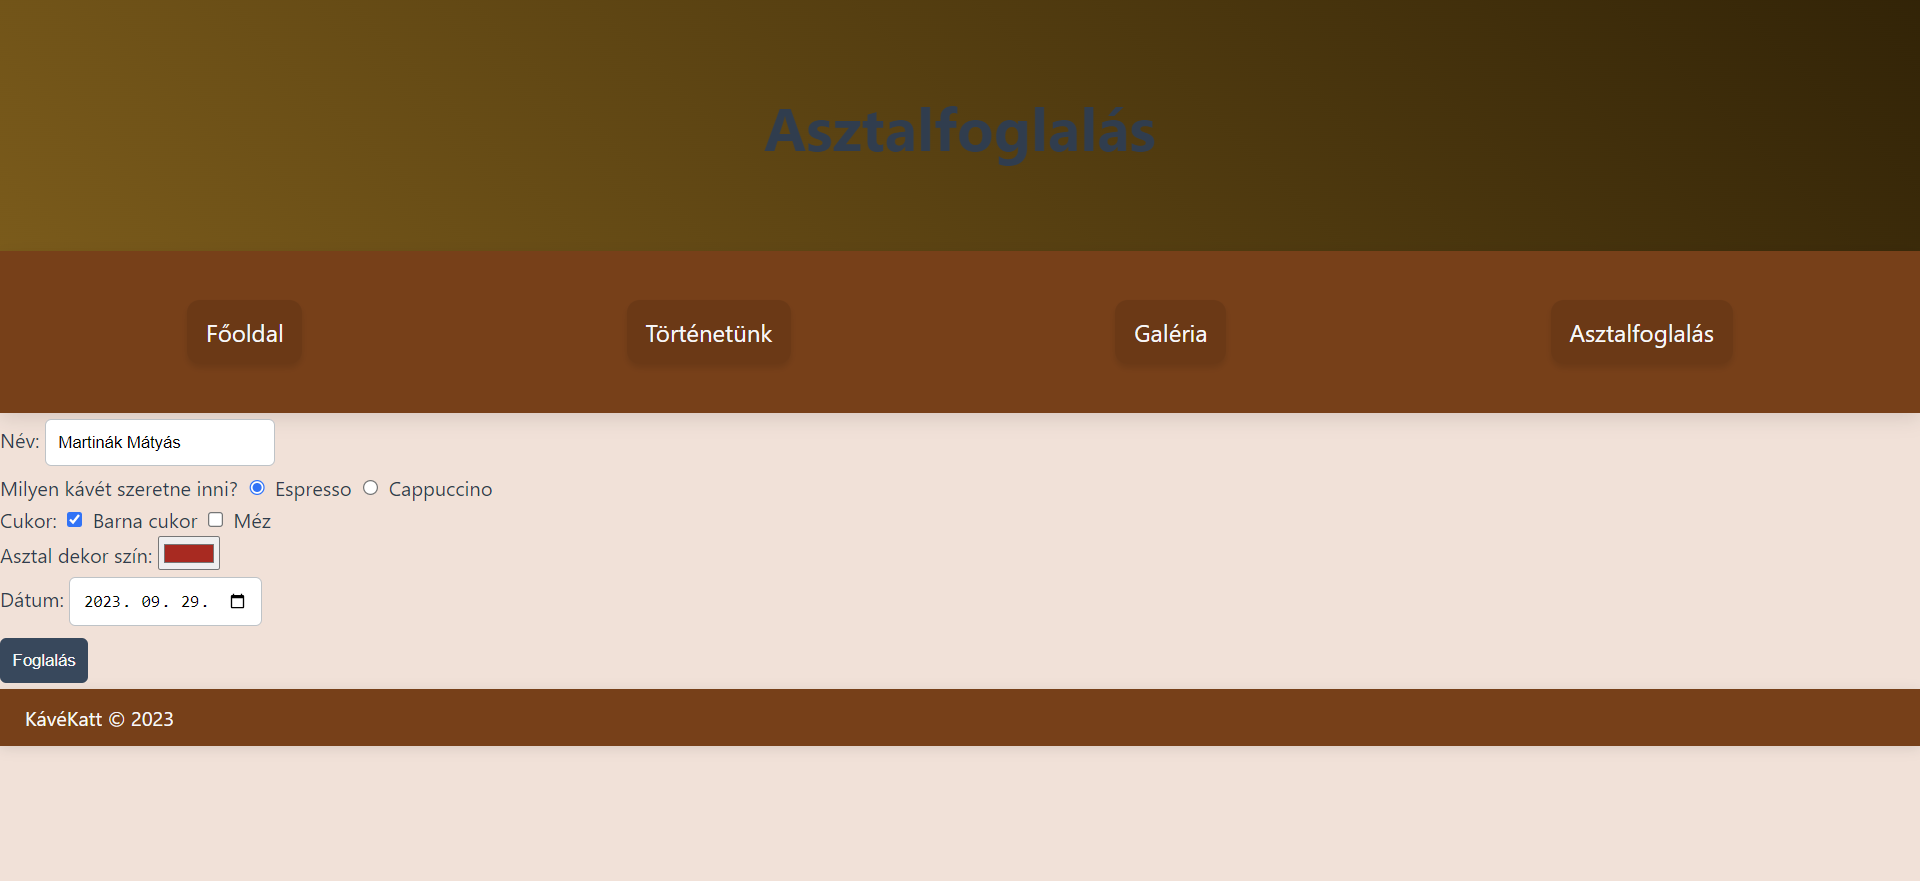 Asztalfoglalás
Főoldal Történetünk Galéria Asztalfoglalás
Név: Martinák Mátyás
Milyen kávét szeretne inni? Espresso Cappuccino
Cukor: Barna cukor Méz
Asztal dekor szín:
Dátum: 2023. 09. 29.
Foglalás
KávéKatt © 2023